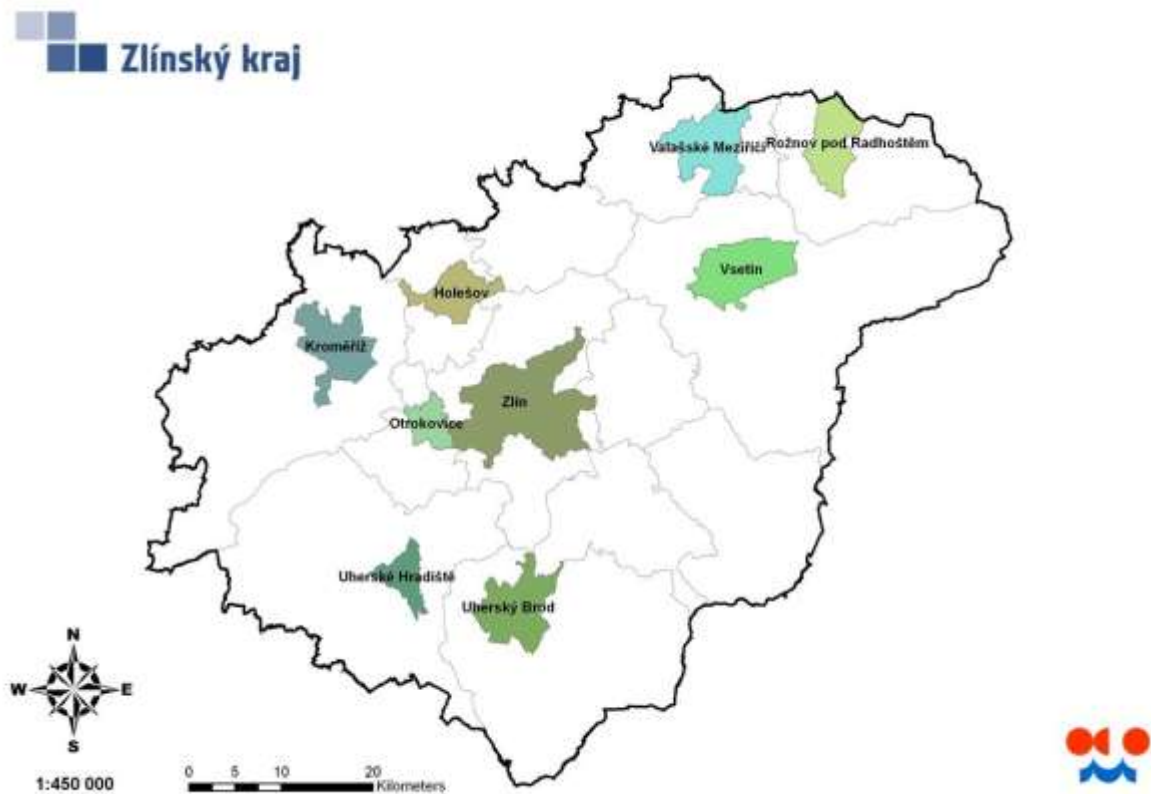 Zlínský kraj
Valašské Meziříčí
Rožnov pod Radhoštěm
Vsetín
Holešov
Kroměříž
Zlín
Otrokovice
Uherské Hradiště
Uherský Brod
N
W
E
S
1:450 000
0 5 10 20
Kilometers